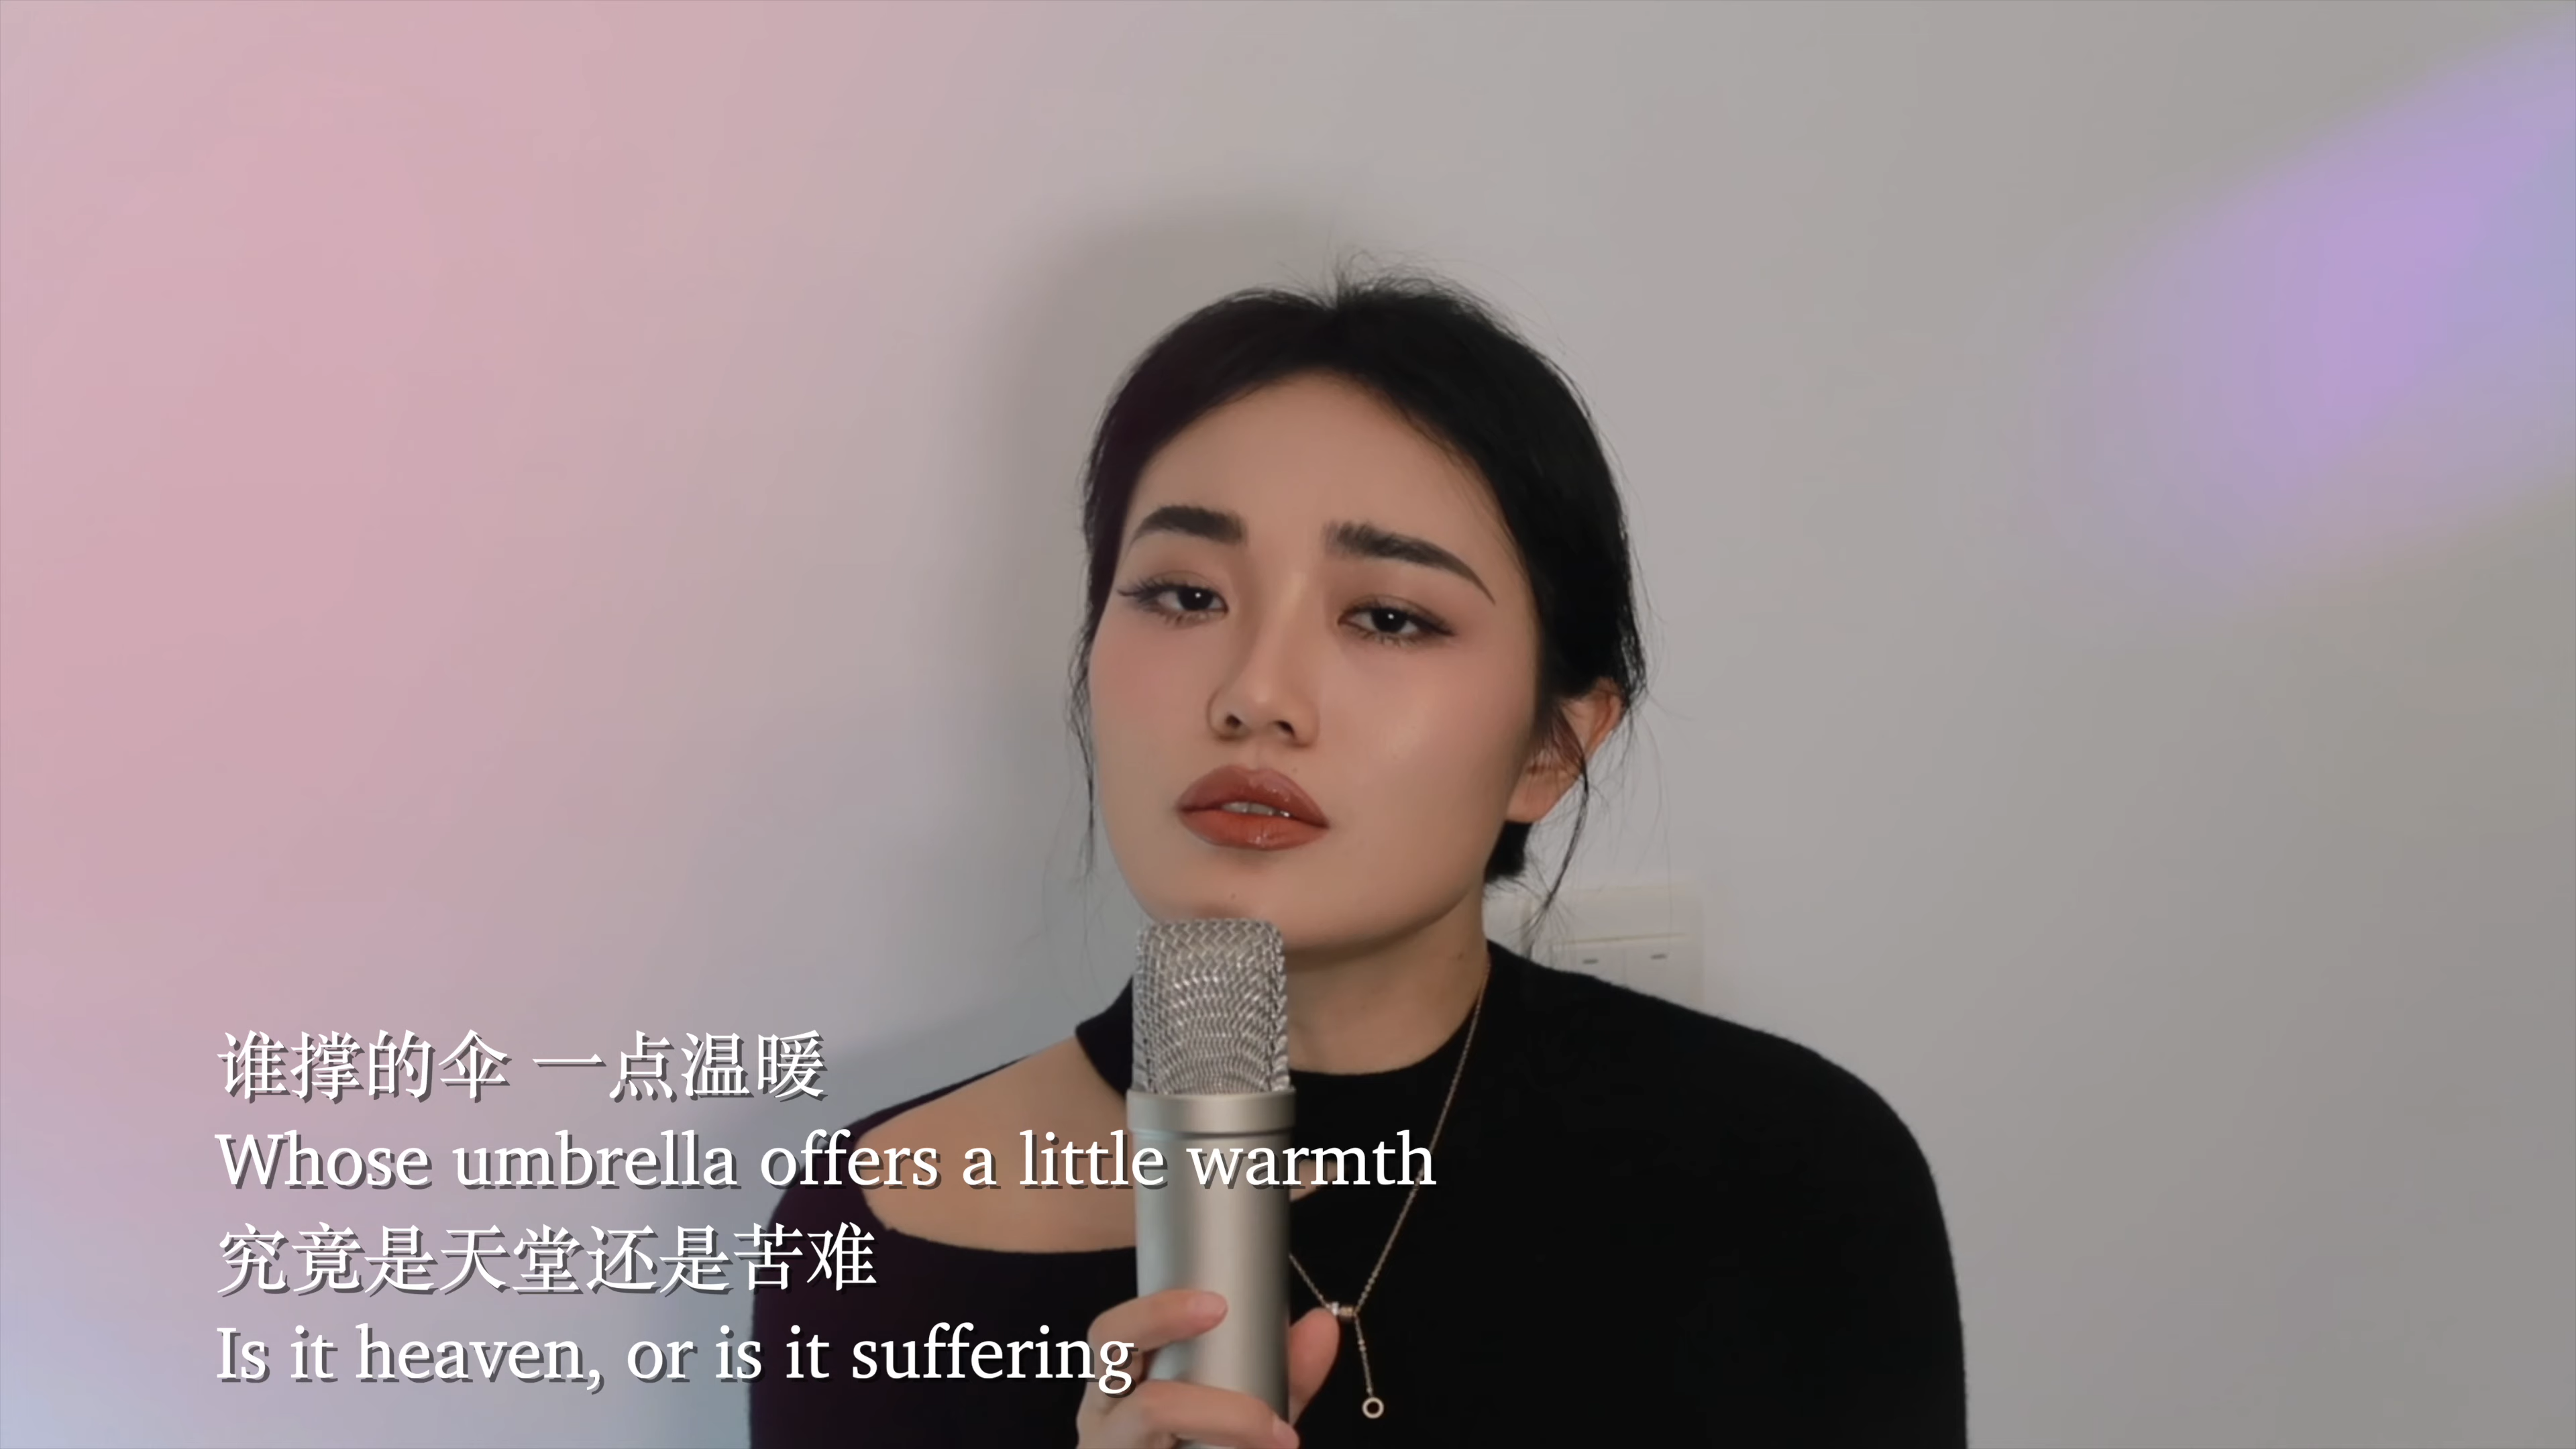 谁撑的伞 一点温暖
Whose umbrella offers a little warmth
究竟是天堂还是苦难
Is it heaven, or is it suffering